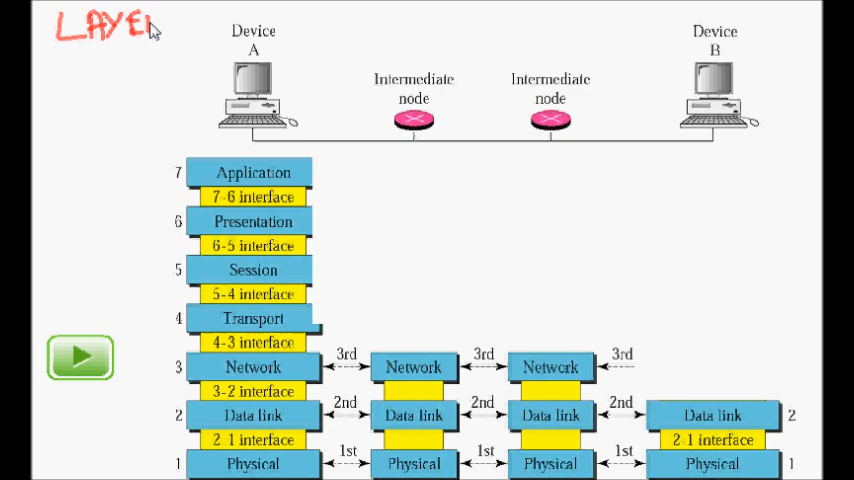 LAYER
Device
A
Device
B
Intermediate
node
Intermediate
node
7 Application
7-6 interface
6 Presentation
6-5 interface
5 Session
5-4 interface
4 Transport
4-3 interface
3 Network 3rd Network 3rd Network 3rd
3-2 interface
2 Data link 2nd Data link 2nd Data link 2nd Data link 2
2-1 interface 2-1 interface
1 Physical 1st Physical 1st Physical 1st Physical 1